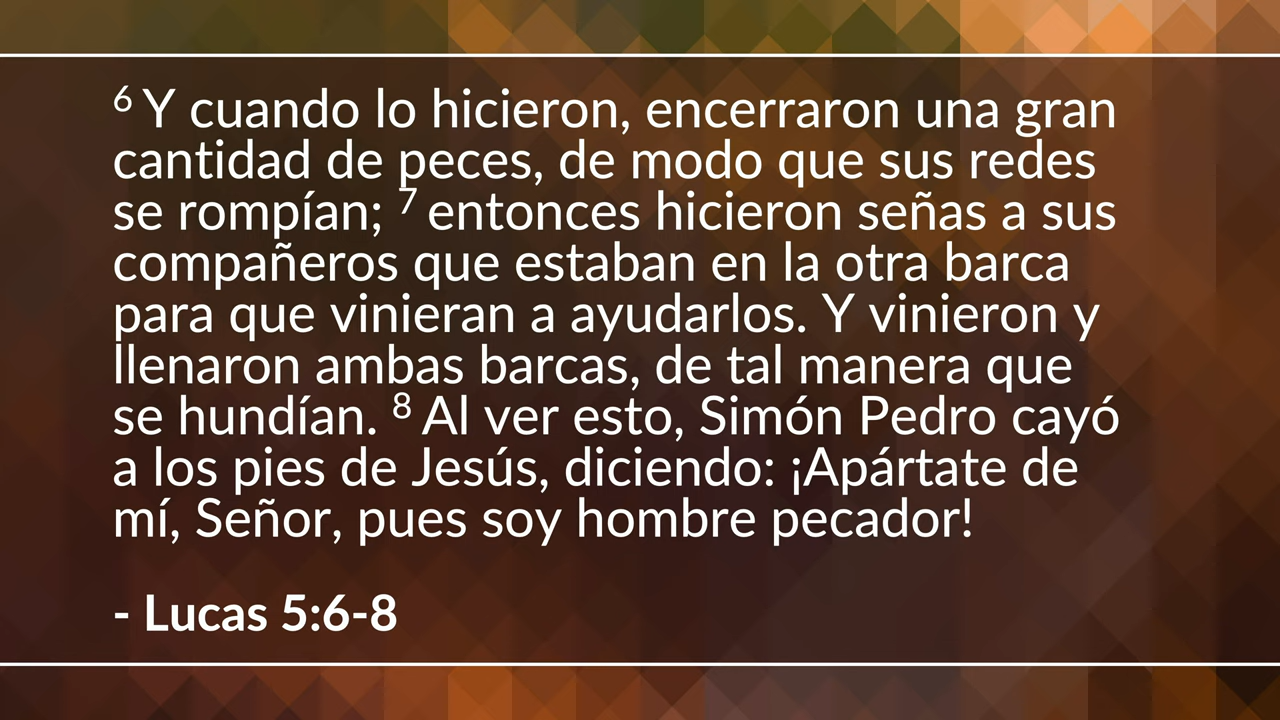 6 Y cuando lo hicieron, encerraron una gran
cantidad de peces, de modo que sus redes
se rompían; 7 entonces hicieron señas a sus
compañeros que estaban en la otra barca
para que vinieran a ayudarlos. Y vinieron y
llenaron ambas barcas, de tal manera que
se hundían. 8 Al ver esto, Simón Pedro cayó
a los pies de Jesús, diciendo: ¡Apártate de
mí, Señor, pues soy hombre pecador!
- Lucas 5:6-8